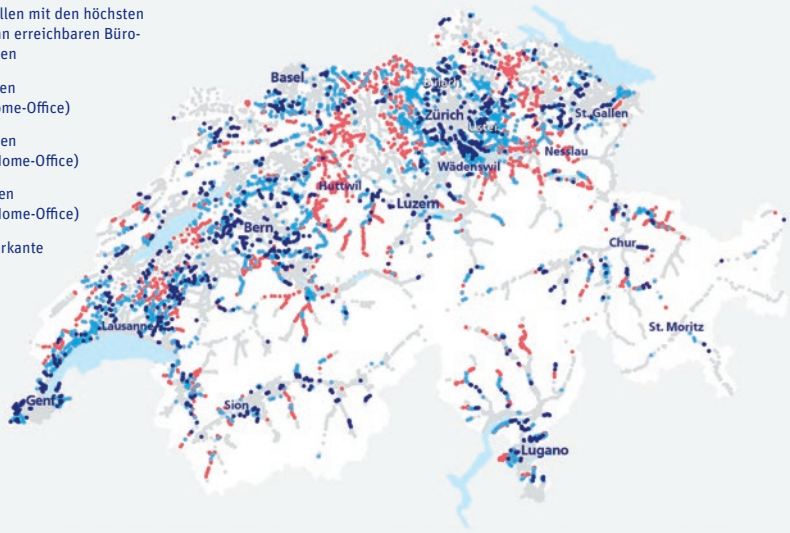 llen mit den höchsten
n erreichbaren Büro-
en
en
ome-Office)
en
Home-Office)
en
Home-Office)
rkante
Basel
Bülach
Zürich
Uster
St. Gallen
Wädenswil
Nesslau
Huttwil
Luzern
Bern
Chur
Lausanne
St. Moritz
Genf
Sion
Lugano